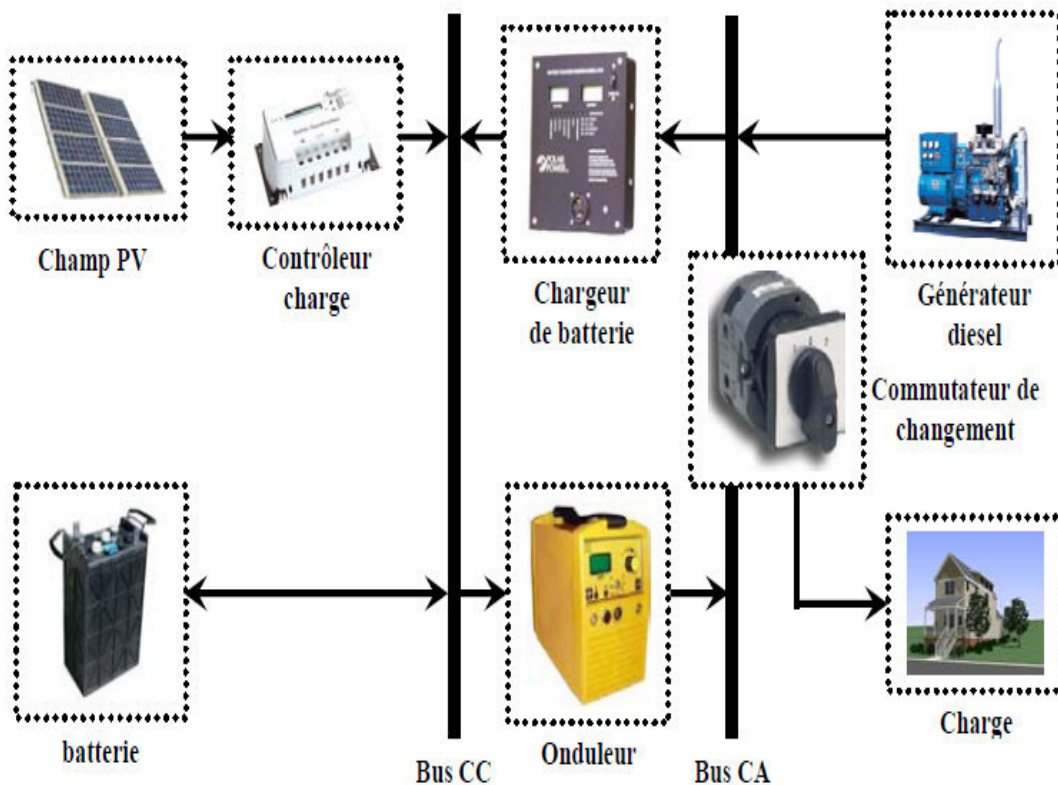 Champ PV
Contrôleur
charge
Chargeur
de batterie
Générateur
diesel
Commutateur de
changement
batterie
Bus CC
Onduleur
Bus CA
Charge